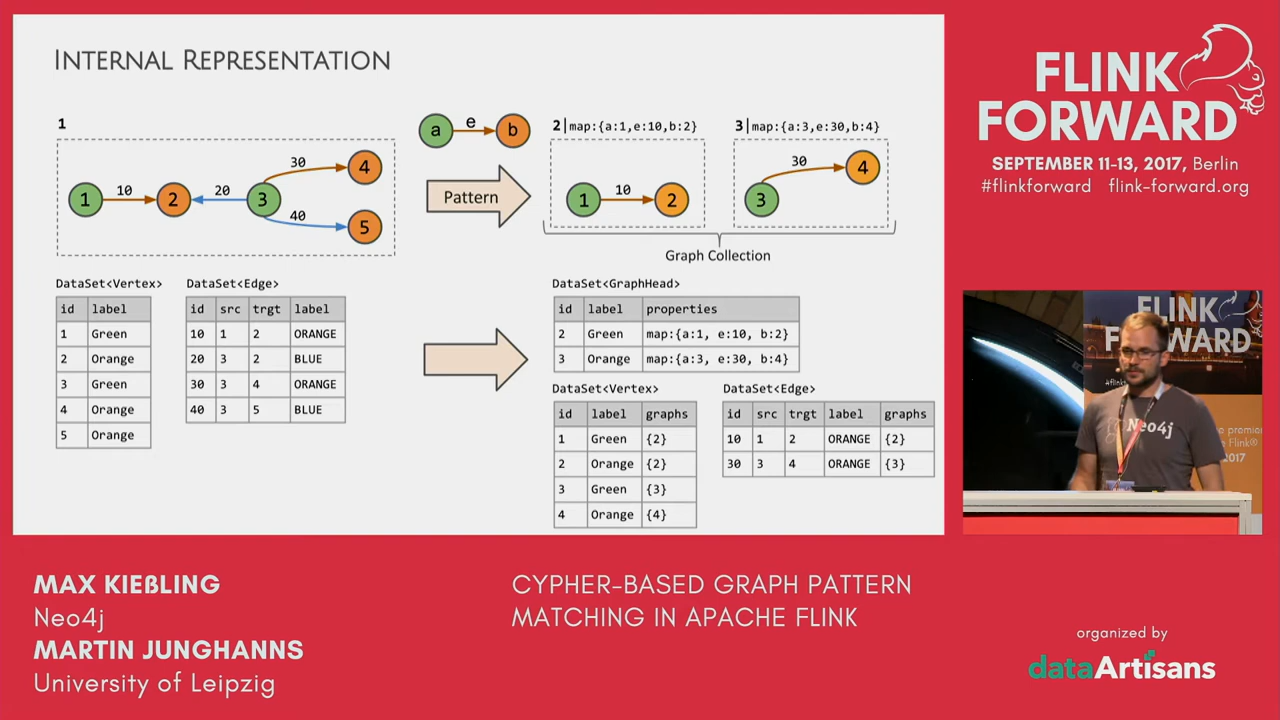 INTERNAL REPRESENTATION
1
10
20
30
40
1
2
3
4
5
a
e
b
Pattern
2|map:{a:1,e:10,b:2}
3|map:{a:3,e:30,b:4}
1
10
2
3
30
4
Graph Collection
DataSet<Vertex>
id label
1 Green
2 Orange
3 Green
4 Orange
5 Orange
DataSet<Edge>
id src trgt label
10 1 2 ORANGE
20 3 2 BLUE
30 3 4 ORANGE
40 3 5 BLUE
DataSet<GraphHead>
id label properties
2 Green map:{a:1, e:10, b:2}
3 Orange map:{a:3, e:30, b:4}
DataSet<Vertex>
id label graphs
1 Green {2}
2 Orange {2}
3 Green {3}
4 Orange {4}
DataSet<Edge>
id src trgt label graphs
10 1 2 ORANGE {2}
30 3 4 ORANGE {3}
FLINK
FORWARD
SEPTEMBER 11-13, 2017, Berlin
#flinkforward flink-forward.org
FLINK
FORWARD
Neo4j
2017
MAX KIEßLING
Neo4j
MARTIN JUNGHANNS
University of Leipzig
CYPHER-BASED GRAPH PATTERN
MATCHING IN APACHE FLINK
organized by
dataArtisans